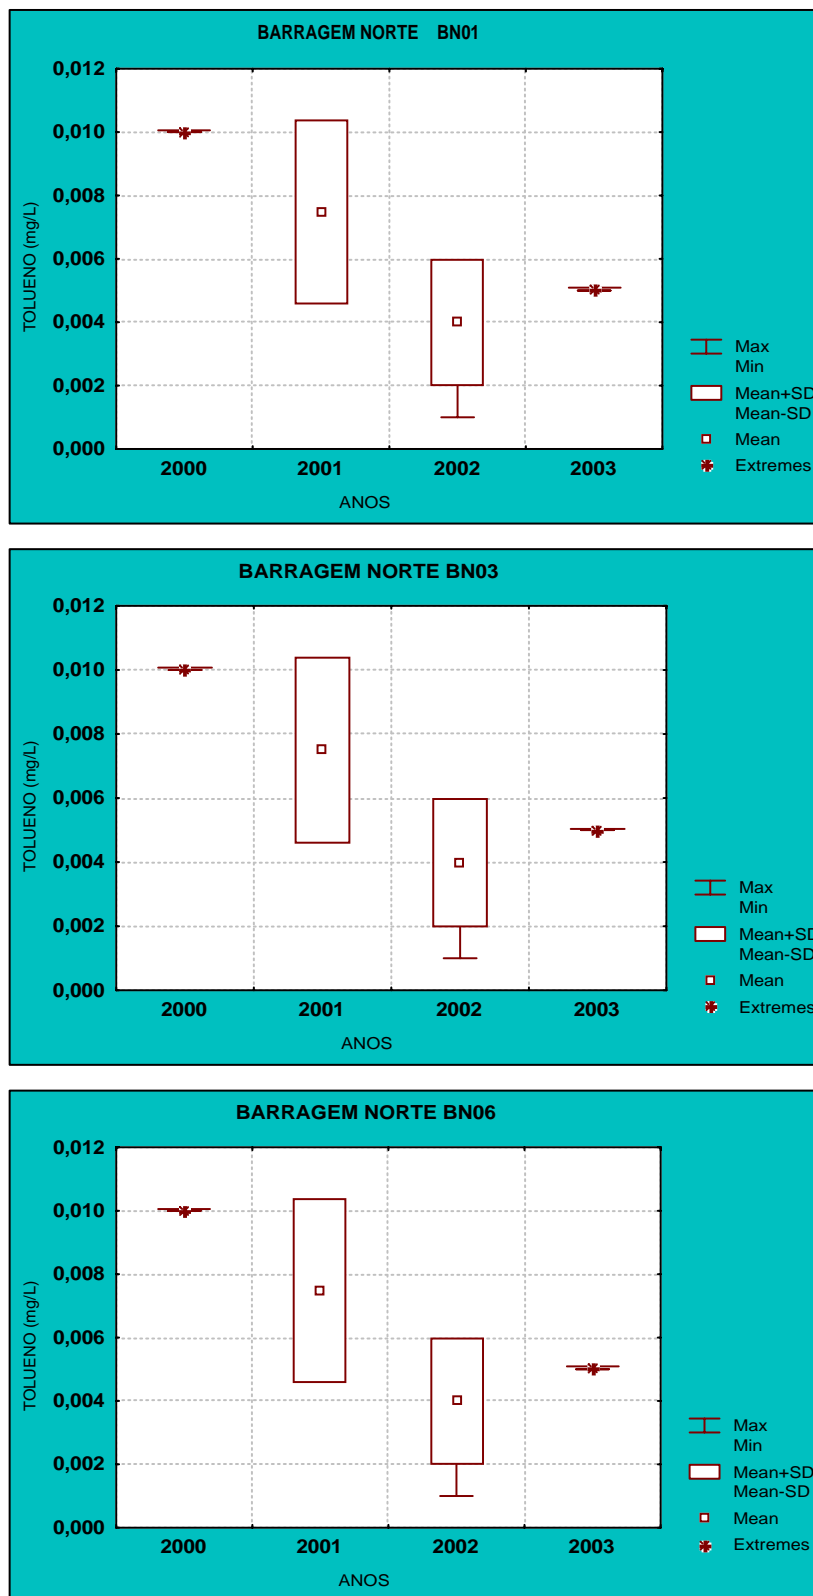 BARRAGEM NORTE BN01
TOLUENO (mg/L)
0,012
0,010
0,008
0,006
0,004
0,002
0,000
2000 2001 2002 2003
ANOS
Max
Min
Mean+SD
Mean-SD
Mean
Extremes
BARRAGEM NORTE BN03
TOLUENO (mg/L)
0,012
0,010
0,008
0,006
0,004
0,002
0,000
2000 2001 2002 2003
ANOS
Max
Min
Mean+SD
Mean-SD
Mean
Extremes
BARRAGEM NORTE BN06
TOLUENO (mg/L)
0,012
0,010
0,008
0,006
0,004
0,002
0,000
2000 2001 2002 2003
ANOS
Max
Min
Mean+SD
Mean-SD
Mean
Extremes